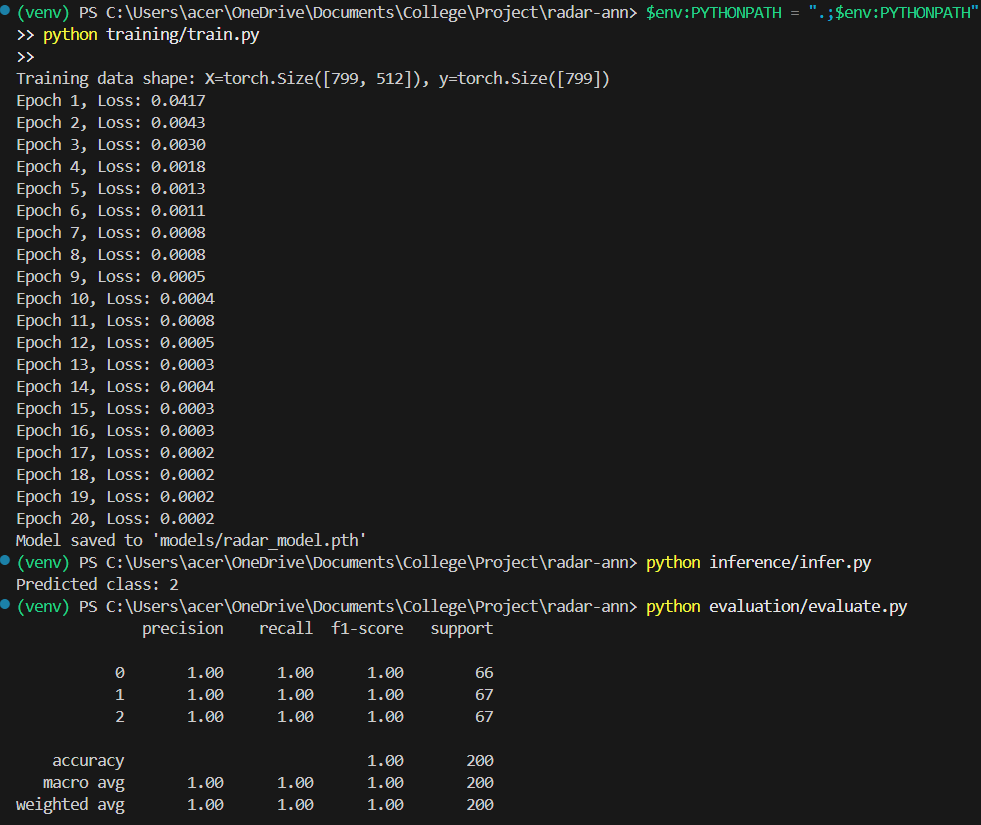 (venv) PS C:\Users\acer\OneDrive\Documents\College\Project\radar-ann> $env:PYTHONPATH = ".;$env:PYTHONPATH"
>> python training/train.py
>>
Training data shape: X=torch.Size([799, 512]), y=torch.Size([799])
Epoch 1, Loss: 0.0417
Epoch 2, Loss: 0.0043
Epoch 3, Loss: 0.0030
Epoch 4, Loss: 0.0018
Epoch 5, Loss: 0.0013
Epoch 6, Loss: 0.0011
Epoch 7, Loss: 0.0008
Epoch 8, Loss: 0.0008
Epoch 9, Loss: 0.0005
Epoch 10, Loss: 0.0004
Epoch 11, Loss: 0.0008
Epoch 12, Loss: 0.0005
Epoch 13, Loss: 0.0003
Epoch 14, Loss: 0.0004
Epoch 15, Loss: 0.0003
Epoch 16, Loss: 0.0003
Epoch 17, Loss: 0.0002
Epoch 18, Loss: 0.0002
Epoch 19, Loss: 0.0002
Epoch 20, Loss: 0.0002
Model saved to 'models/radar_model.pth'
(venv) PS C:\Users\acer\OneDrive\Documents\College\Project\radar-ann> python inference/infer.py
Predicted class: 2
(venv) PS C:\Users\acer\OneDrive\Documents\College\Project\radar-ann> python evaluation/evaluate.py
              precision    recall  f1-score   support

           0       1.00      1.00      1.00        66
           1       1.00      1.00      1.00        67
           2       1.00      1.00      1.00        67

    accuracy                           1.00       200
   macro avg       1.00      1.00      1.00       200
weighted avg       1.00      1.00      1.00       200